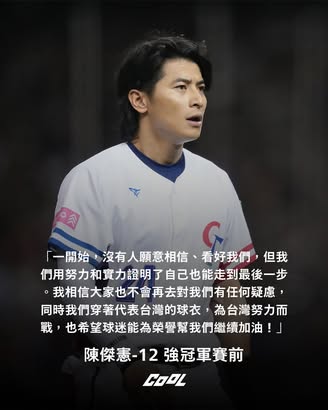 「一開始，沒有人願意相信、看好我們，但我
們用努力和實力證明了自己也能走到最後一步
。我相信大家也不會再去對我們有任何疑慮，
同時我們穿著代表台灣的球衣，為台灣努力而
戰，也希望球迷能為榮譽幫我們繼續加油！」
陳傑憲-12 強冠軍賽前
COOL